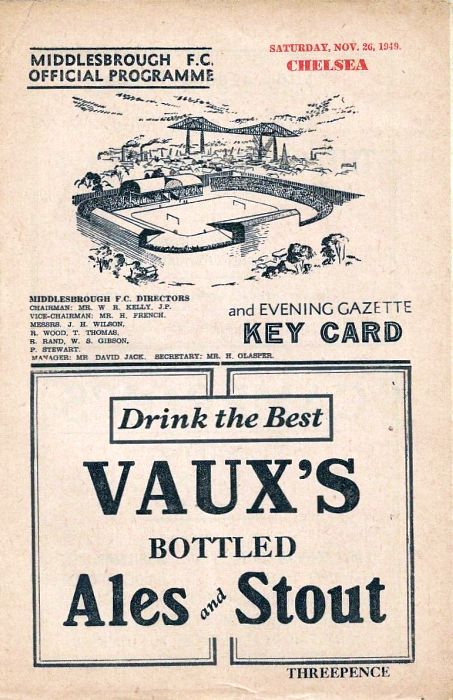 MIDDLESBROUGH F.C.
OFFICIAL PROGRAMME
SATURDAY, NOV. 26, 1949.
CHELSEA
MIDDLESBROUGH F.C. DIRECTORS
CHAIRMAN: MR. W. R. KELLY, J.P.
VICE-CHAIRMAN: MR. H. FRENCH.
MESSRS. J. H. WILSON,
R. WOOD, T. THOMAS,
R. RAND, W. S. GIBSON,
P. STEWART.
MANAGER: MR DAVID JACK. SECRETARY: MR. H. GLASPER.
and EVENING GAZETTE
KEY CARD
Drink the Best
VAUX'S
BOTTLED
Ales and Stout
THREEPENCE